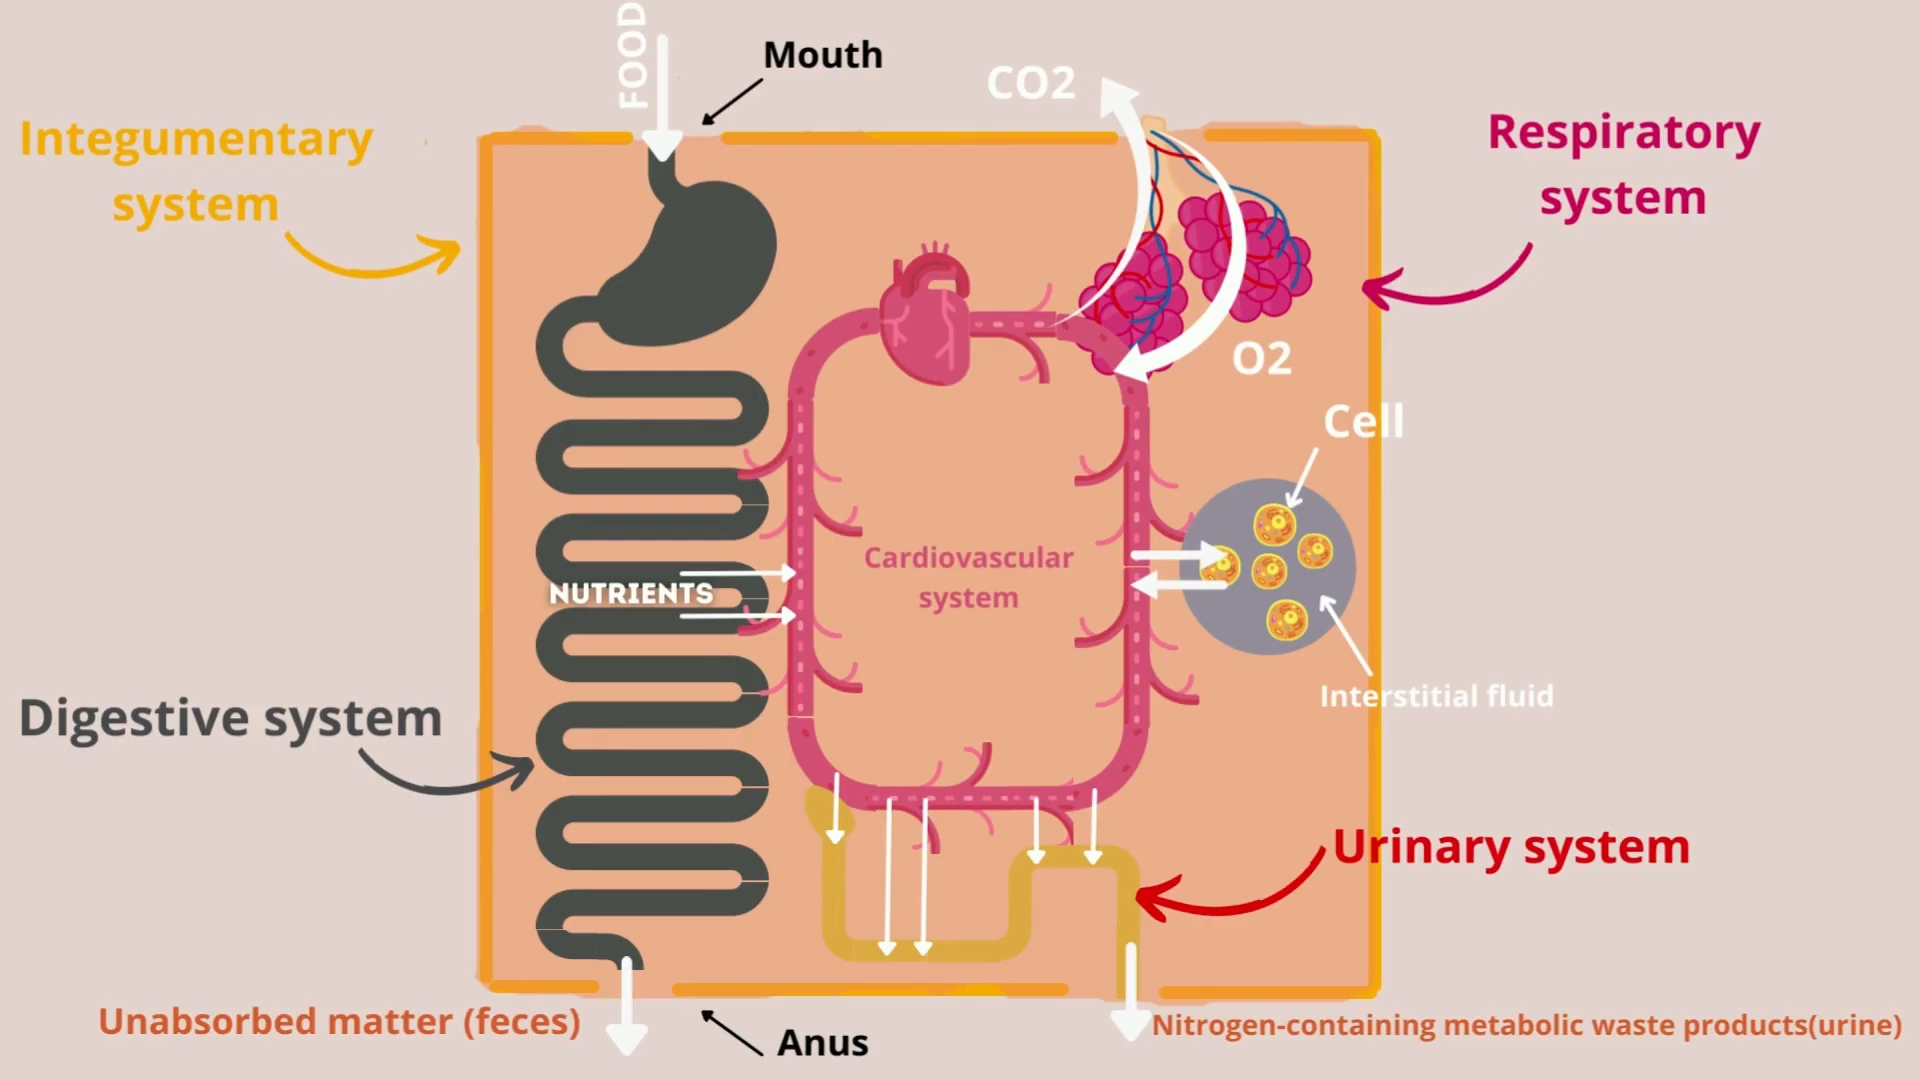 FOOD
Mouth
CO2
Integumentary
system
Respiratory
system
O2
Cell
Cardiovascular
system
NUTRIENTS
Interstitial fluid
Digestive system
Urinary system
Unabsorbed matter (feces)
Anus
Nitrogen-containing metabolic waste products(urine)